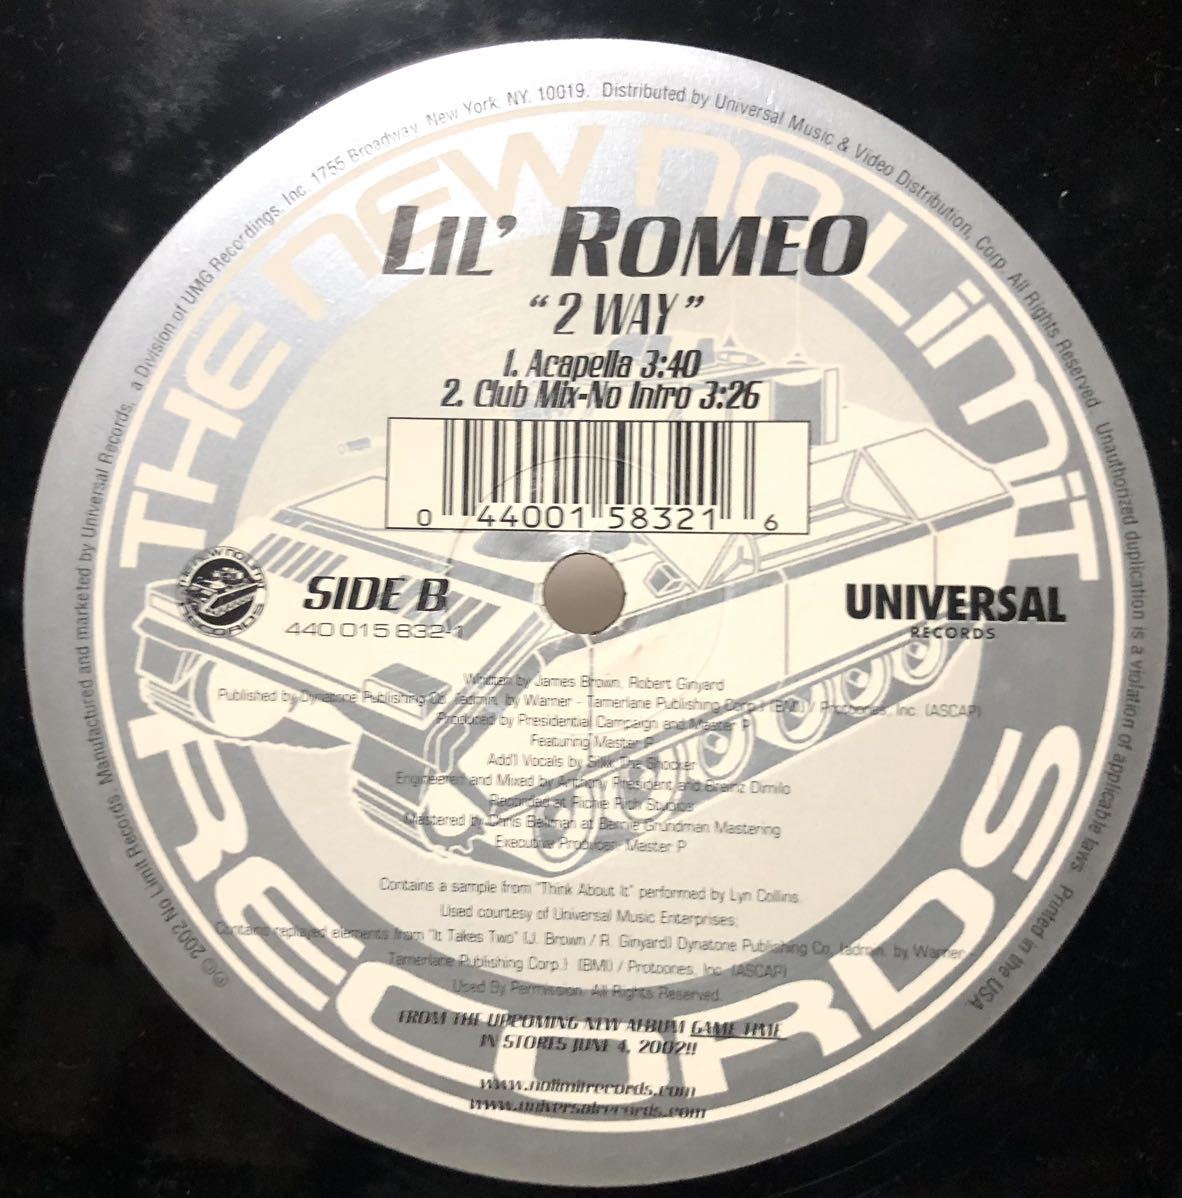 Manufactured and marketed by Universal Records, a Division of UMG Recordings, Inc. 1755 Broadway, New York, NY, 10019. Distributed by Universal Music & Video Distribution, Corp. All Rights Reserved. Unauthorized duplication is a violation of applicable laws. Printed in the USA.
℗© 2002 No Limit Records.
THE NEW NO LIMIT
RECORDS
LIL' ROMEO
"2 WAY"
1. Acapella 3:40
2. Club Mix-No Intro 3:26
0 44001 58321 6
THE NEW NO LIMIT
RECORDS
SIDE B
440 015 832-1
UNIVERSAL
RECORDS
Written by James Brown, Robert Ginyard
Published by Dynatone Publishing Co. (admin. by Warner - Tamerlane Publishing Corp.) (BMI) / Protoones, Inc. (ASCAP)
Produced by Presidential Campaign and Master P
Featuring Master P
Add'l Vocals by Silkk The Shocker
Engineered and Mixed by Anthony President and Brainz Dimilo
Recorded at Richie Rich Studios
Mastered by Chris Bellman at Bernie Grundman Mastering
Executive Producer: Master P
Contains a sample from "Think About It" performed by Lyn Collins.
Used courtesy of Universal Music Enterprises;
Contains replayed elements from "It Takes Two" (J. Brown / R. Ginyard) Dynatone Publishing Co, (admin. by Warner -
Tamerlane Publishing Corp.) (BMI) / Protoones, Inc. (ASCAP)
Used By Permission. All Rights Reserved.
FROM THE UPCOMING NEW ALBUM GAME TIME
IN STORES JUNE 4, 2002!!
www.nolimitrecords.com
www.universalrecords.com